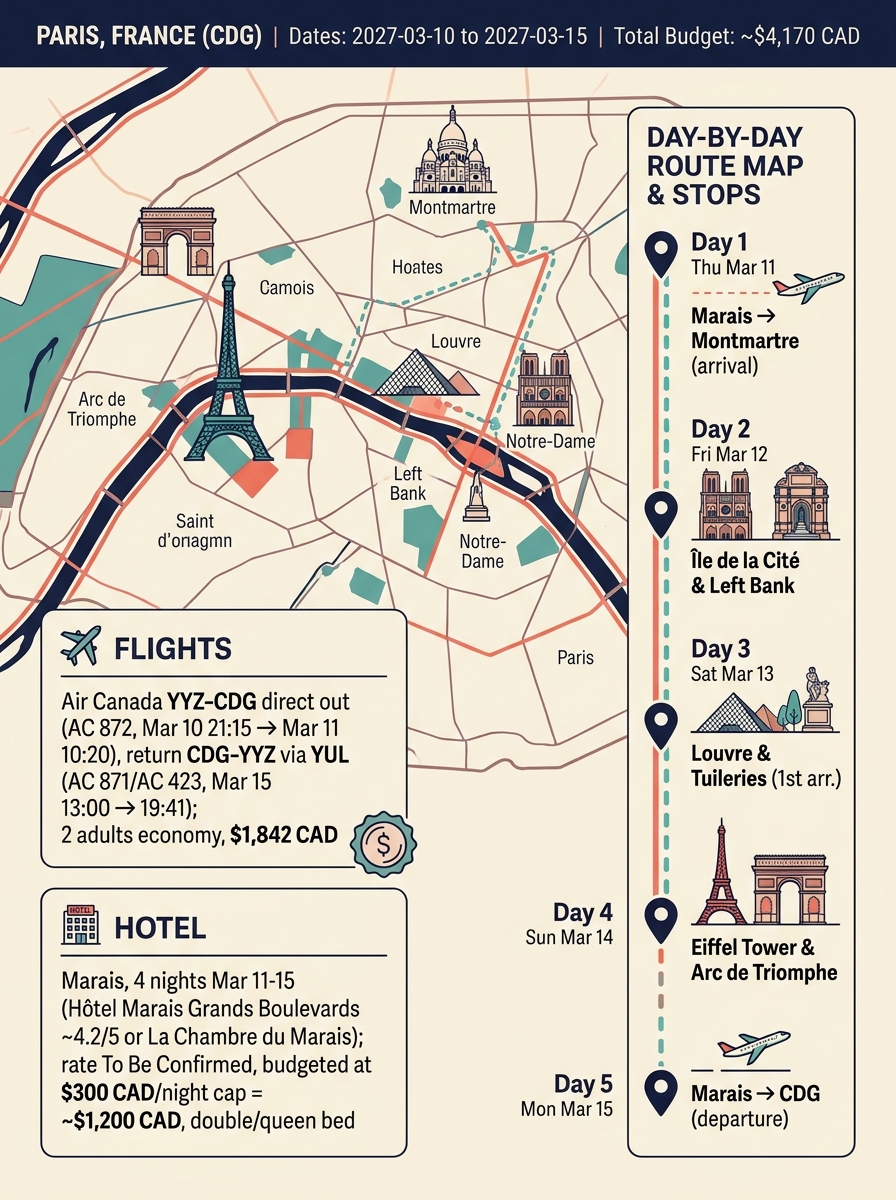 PARIS, FRANCE (CDG) | Dates: 2027-03-10 to 2027-03-15 | Total Budget: ~$4,170 CAD
Montmartre
Hoates
Camois
Louvre
Arc de
Triomphe
Notre-Dame
Left
Bank
Saint
d'onagmn
Notre-
Dame
Paris
FLIGHTS
Air Canada YYZ–CDG direct out
(AC 872, Mar 10 21:15 → Mar 11
10:20), return CDG–YYZ via YUL
(AC 871/AC 423, Mar 15
13:00 → 19:41);
2 adults economy, $1,842 CAD
$
HOTEL
HOTEL
Marais, 4 nights Mar 11-15
(Hôtel Marais Grands Boulevards
~4.2/5 or La Chambre du Marais);
rate To Be Confirmed, budgeted at
$300 CAD/night cap =
~$1,200 CAD, double/queen bed
DAY-BY-DAY
ROUTE MAP
& STOPS
Day 1
Thu Mar 11
Marais →
Montmartre
(arrival)
Day 2
Fri Mar 12
Île de la Cité
& Left Bank
Day 3
Sat Mar 13
Louvre &
Tuileries (1st arr.)
Day 4
Sun Mar 14
Eiffel Tower &
Arc de Triomphe
Day 5
Mon Mar 15
Marais → CDG
(departure)